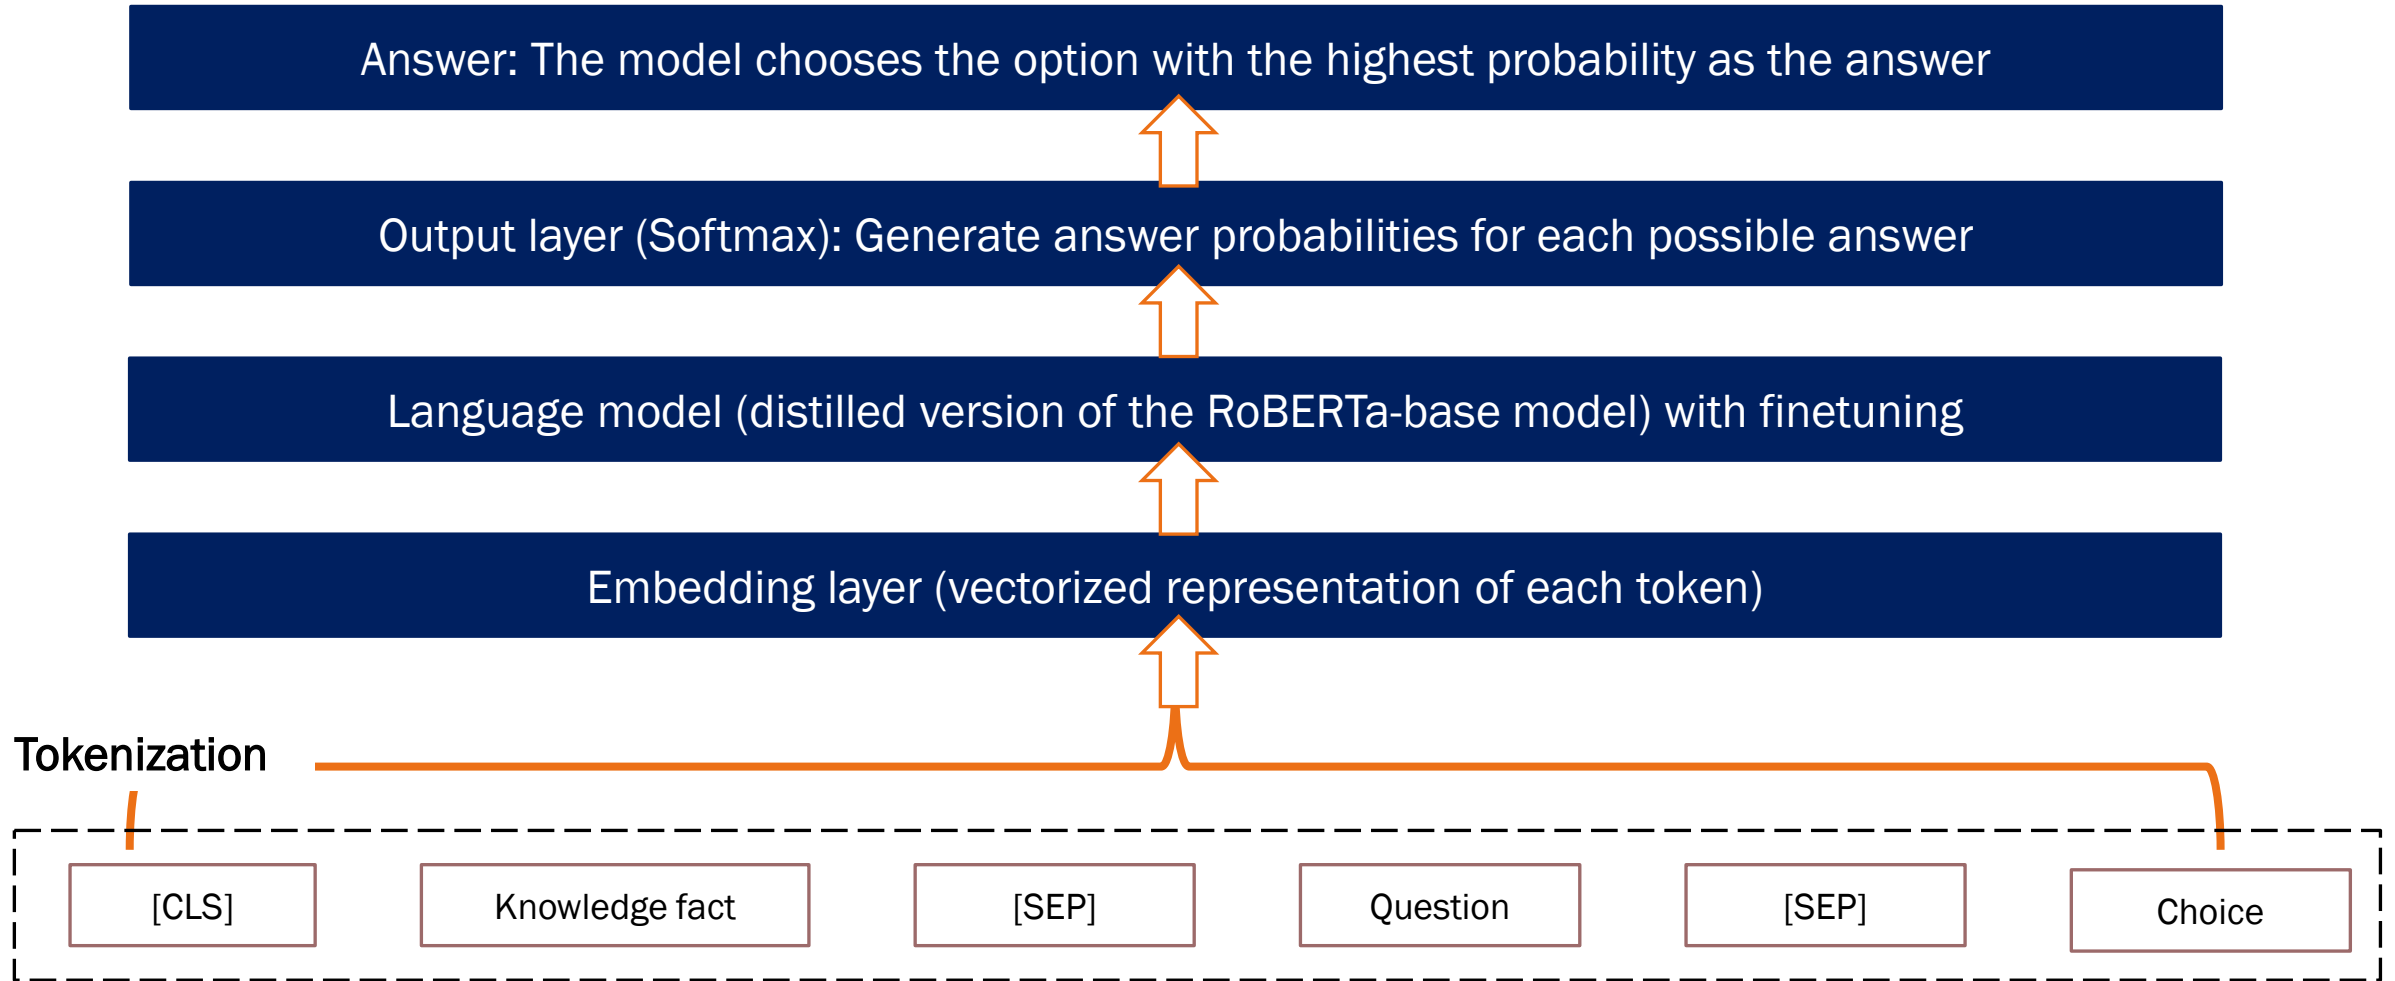 Answer: The model chooses the option with the highest probability as the answer
Output layer (Softmax): Generate answer probabilities for each possible answer
Language model (distilled version of the RoBERTa-base model) with finetuning
Embedding layer (vectorized representation of each token)
Tokenization
[CLS] Knowledge fact [SEP] Question [SEP] Choice